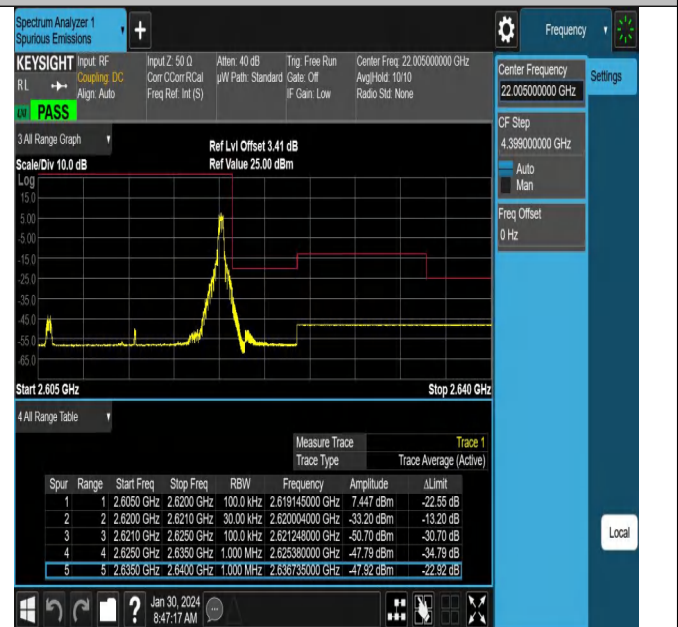 Spectrum Analyzer 1
Spurious Emissions
Frequency
KEYSIGHT
RL
Input: RF
Coupling: DC
Align: Auto
Input Z: 50 Ω
Corr CCorr RCal
Freq Ref: Int (S)
Atten: 40 dB
µW Path: Standard
Trig: Free Run
Gate: Off
IF Gain: Low
Center Freq: 22.005000000 GHz
Avg|Hold: 10/10
Radio Std: None
PASS
Center Frequency
22.005000000 GHz
Settings
CF Step
4.399000000 GHz
Auto
Man
Freq Offset
0 Hz
3 All Range Graph
Ref Lvl Offset 3.41 dB
Scale/Div 10.0 dB
Ref Value 25.00 dBm
Log
15.0
5.00
-5.00
-15.0
-25.0
-35.0
-45.0
-55.0
-65.0
Start 2.605 GHz
Stop 2.640 GHz
4 All Range Table
Measure Trace Trace 1
Trace Type Trace Average (Active)
Spur Range Start Freq Stop Freq RBW Frequency Amplitude ΔLimit
1 1 2.6050 GHz 2.6200 GHz 100.0 kHz 2.619145000 GHz 7.447 dBm -22.55 dB
2 2 2.6200 GHz 2.6210 GHz 30.00 kHz 2.620004000 GHz -33.20 dBm -13.20 dB
3 3 2.6210 GHz 2.6250 GHz 100.0 kHz 2.621248000 GHz -50.70 dBm -30.70 dB
4 4 2.6250 GHz 2.6350 GHz 1.000 MHz 2.625380000 GHz -47.79 dBm -34.79 dB
5 5 2.6350 GHz 2.6400 GHz 1.000 MHz 2.636735000 GHz -47.92 dBm -22.92 dB
Local
Jan 30, 2024
8:47:17 AM